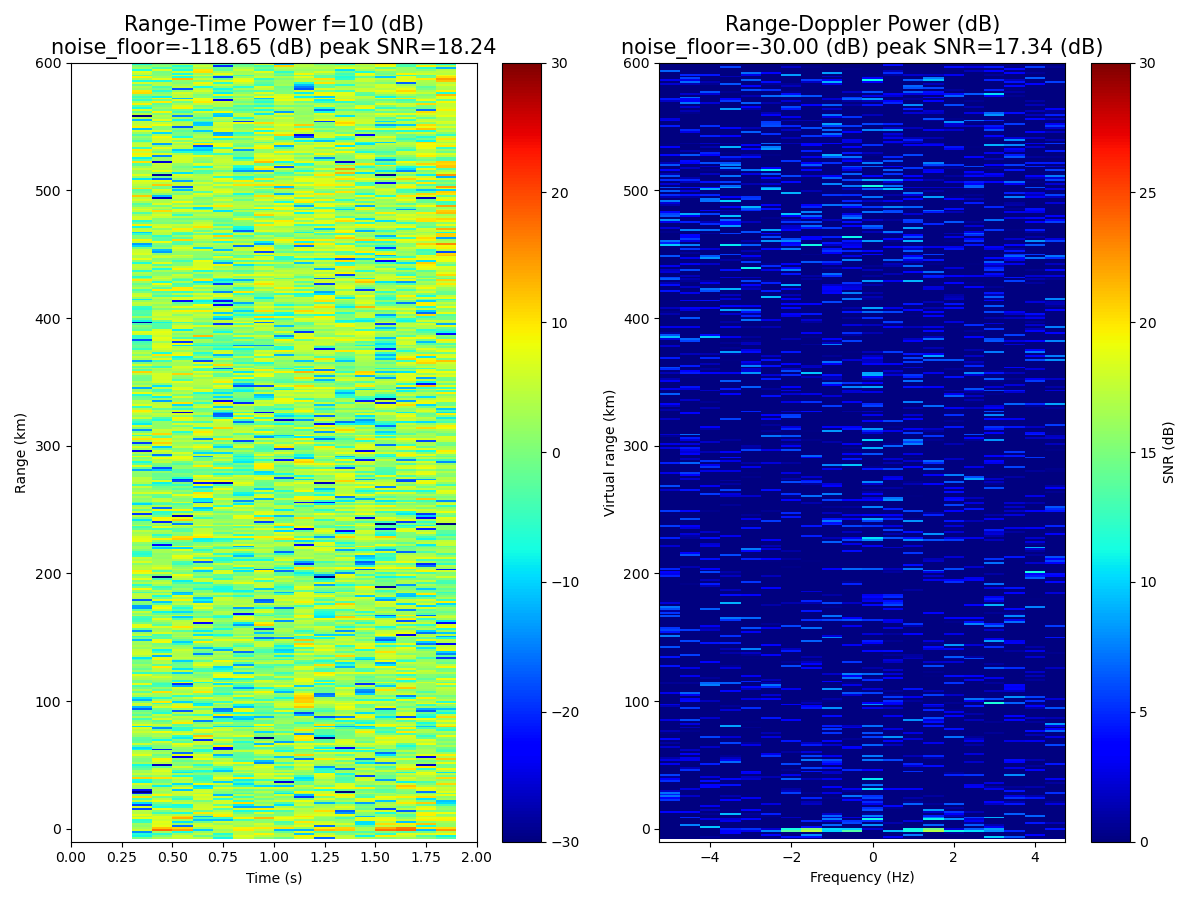 Range-Time Power f=10 (dB)
noise_floor=-118.65 (dB) peak SNR=18.24
Range-Doppler Power (dB)
noise_floor=-30.00 (dB) peak SNR=17.34 (dB)
600
500
400
300
200
100
0
Range (km)
0.00 0.25 0.50 0.75 1.00 1.25 1.50 1.75 2.00
Time (s)
30
20
10
0
−10
−20
−30
600
500
400
300
200
100
0
Virtual range (km)
−4 −2 0 2 4
Frequency (Hz)
30
25
20
15
10
5
0
SNR (dB)